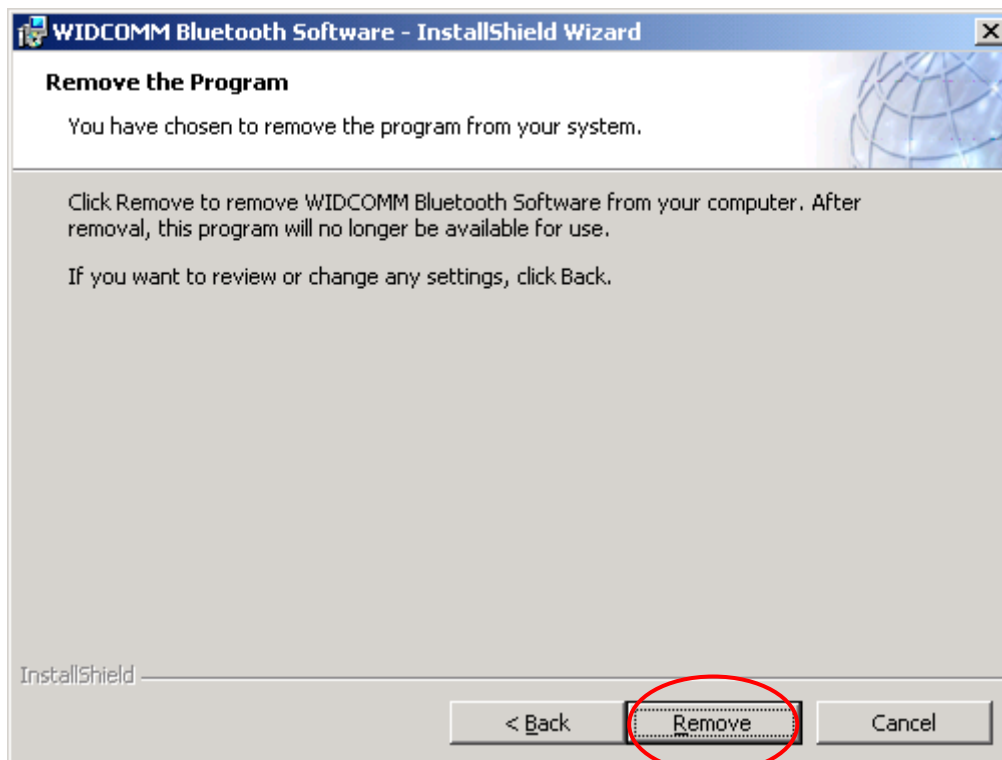 WIDCOMM Bluetooth Software - InstallShield Wizard
Remove the Program
You have chosen to remove the program from your system.
Click Remove to remove WIDCOMM Bluetooth Software from your computer. After
removal, this program will no longer be available for use.
If you want to review or change any settings, click Back.
InstallShield
< Back
Remove
Cancel